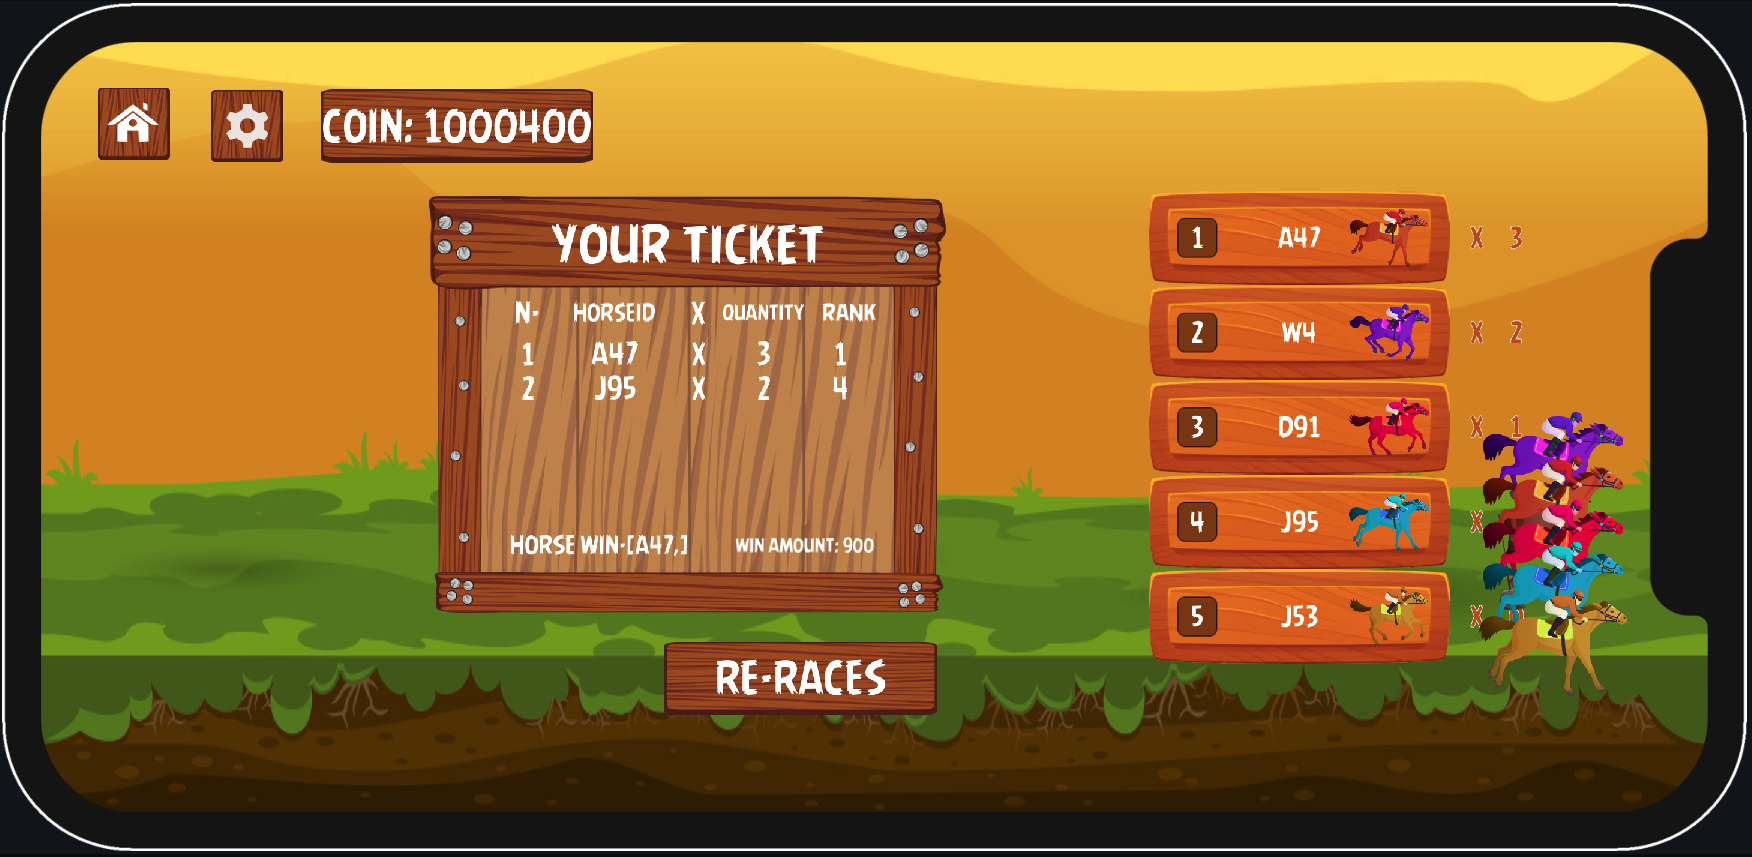 COIN: 1000400
YOUR TICKET
N- HORSEID X QUANTITY RANK
1 A47 X 3 1
2 J95 X 2 4
HORSE WIN-[A47,] WIN AMOUNT: 900
RE-RACES
1 A47 X 3
2 W4 X 2
3 D91 X 1
4 J95 X
5 J53 X